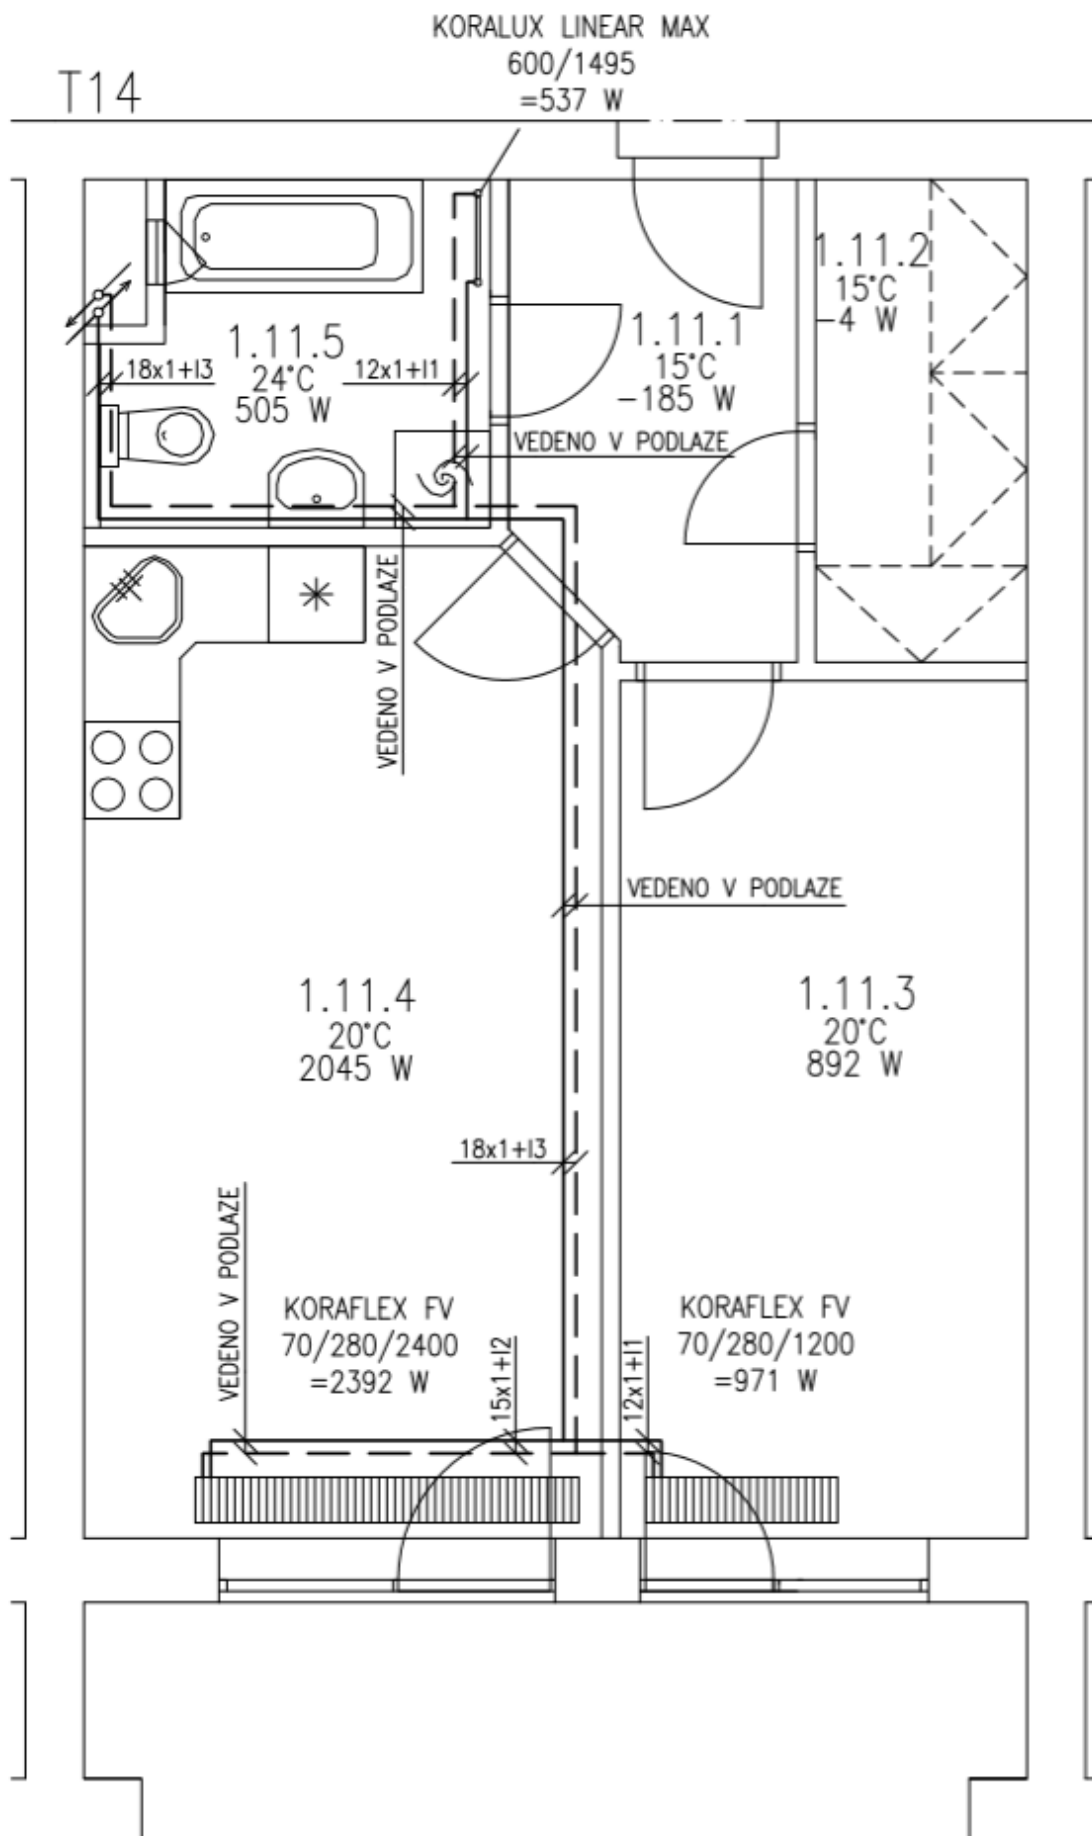 KORALUX LINEAR MAX
600/1495
=537 W
T14
1.11.2
15°C
-4 W
1.11.1
15°C
-185 W
1.11.5
24°C
505 W
18x1+I3
12x1+I1
VEDENO V PODLAZE
VEDENO V PODLAZE
VEDENO V PODLAZE
1.11.4
20°C
2045 W
1.11.3
20°C
892 W
18x1+I3
VEDENO V PODLAZE
KORAFLEX FV
70/280/2400
=2392 W
15x1+I2
12x1+I1
KORAFLEX FV
70/280/1200
=971 W